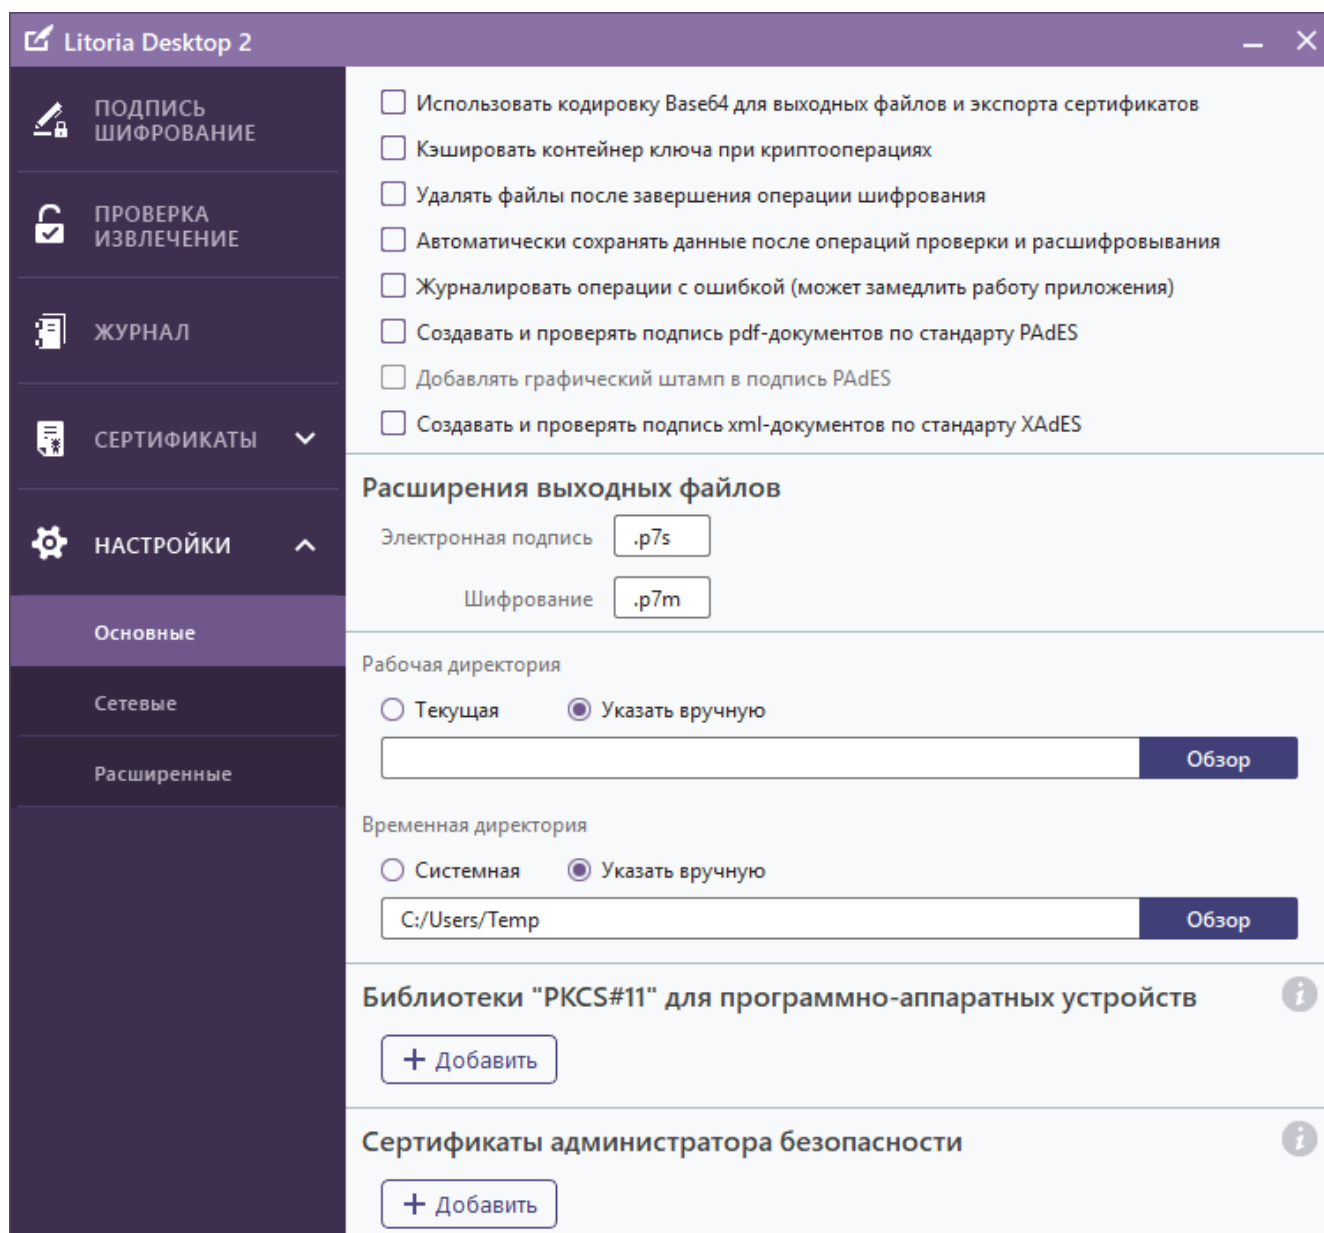 Litoria Desktop 2
ПОДПИСЬ
ШИФРОВАНИЕ
ПРОВЕРКА
ИЗВЛЕЧЕНИЕ
ЖУРНАЛ
СЕРТИФИКАТЫ
НАСТРОЙКИ
Основные
Сетевые
Расширенные
Использовать кодировку Base64 для выходных файлов и экспорта сертификатов
Кэшировать контейнер ключа при криптооперациях
Удалять файлы после завершения операции шифрования
Автоматически сохранять данные после операций проверки и расшифровывания
Журналировать операции с ошибкой (может замедлить работу приложения)
Создавать и проверять подпись pdf-документов по стандарту PAdES
Добавлять графический штамп в подпись PAdES
Создавать и проверять подпись xml-документов по стандарту XAdES
Расширения выходных файлов
Электронная подпись .p7s
Шифрование .p7m
Рабочая директория
Текущая Указать вручную
Обзор
Временная директория
Системная Указать вручную
C:/Users/Temp Обзор
Библиотеки "PKCS#11" для программно-аппаратных устройств
+ Добавить
Сертификаты администратора безопасности
+ Добавить